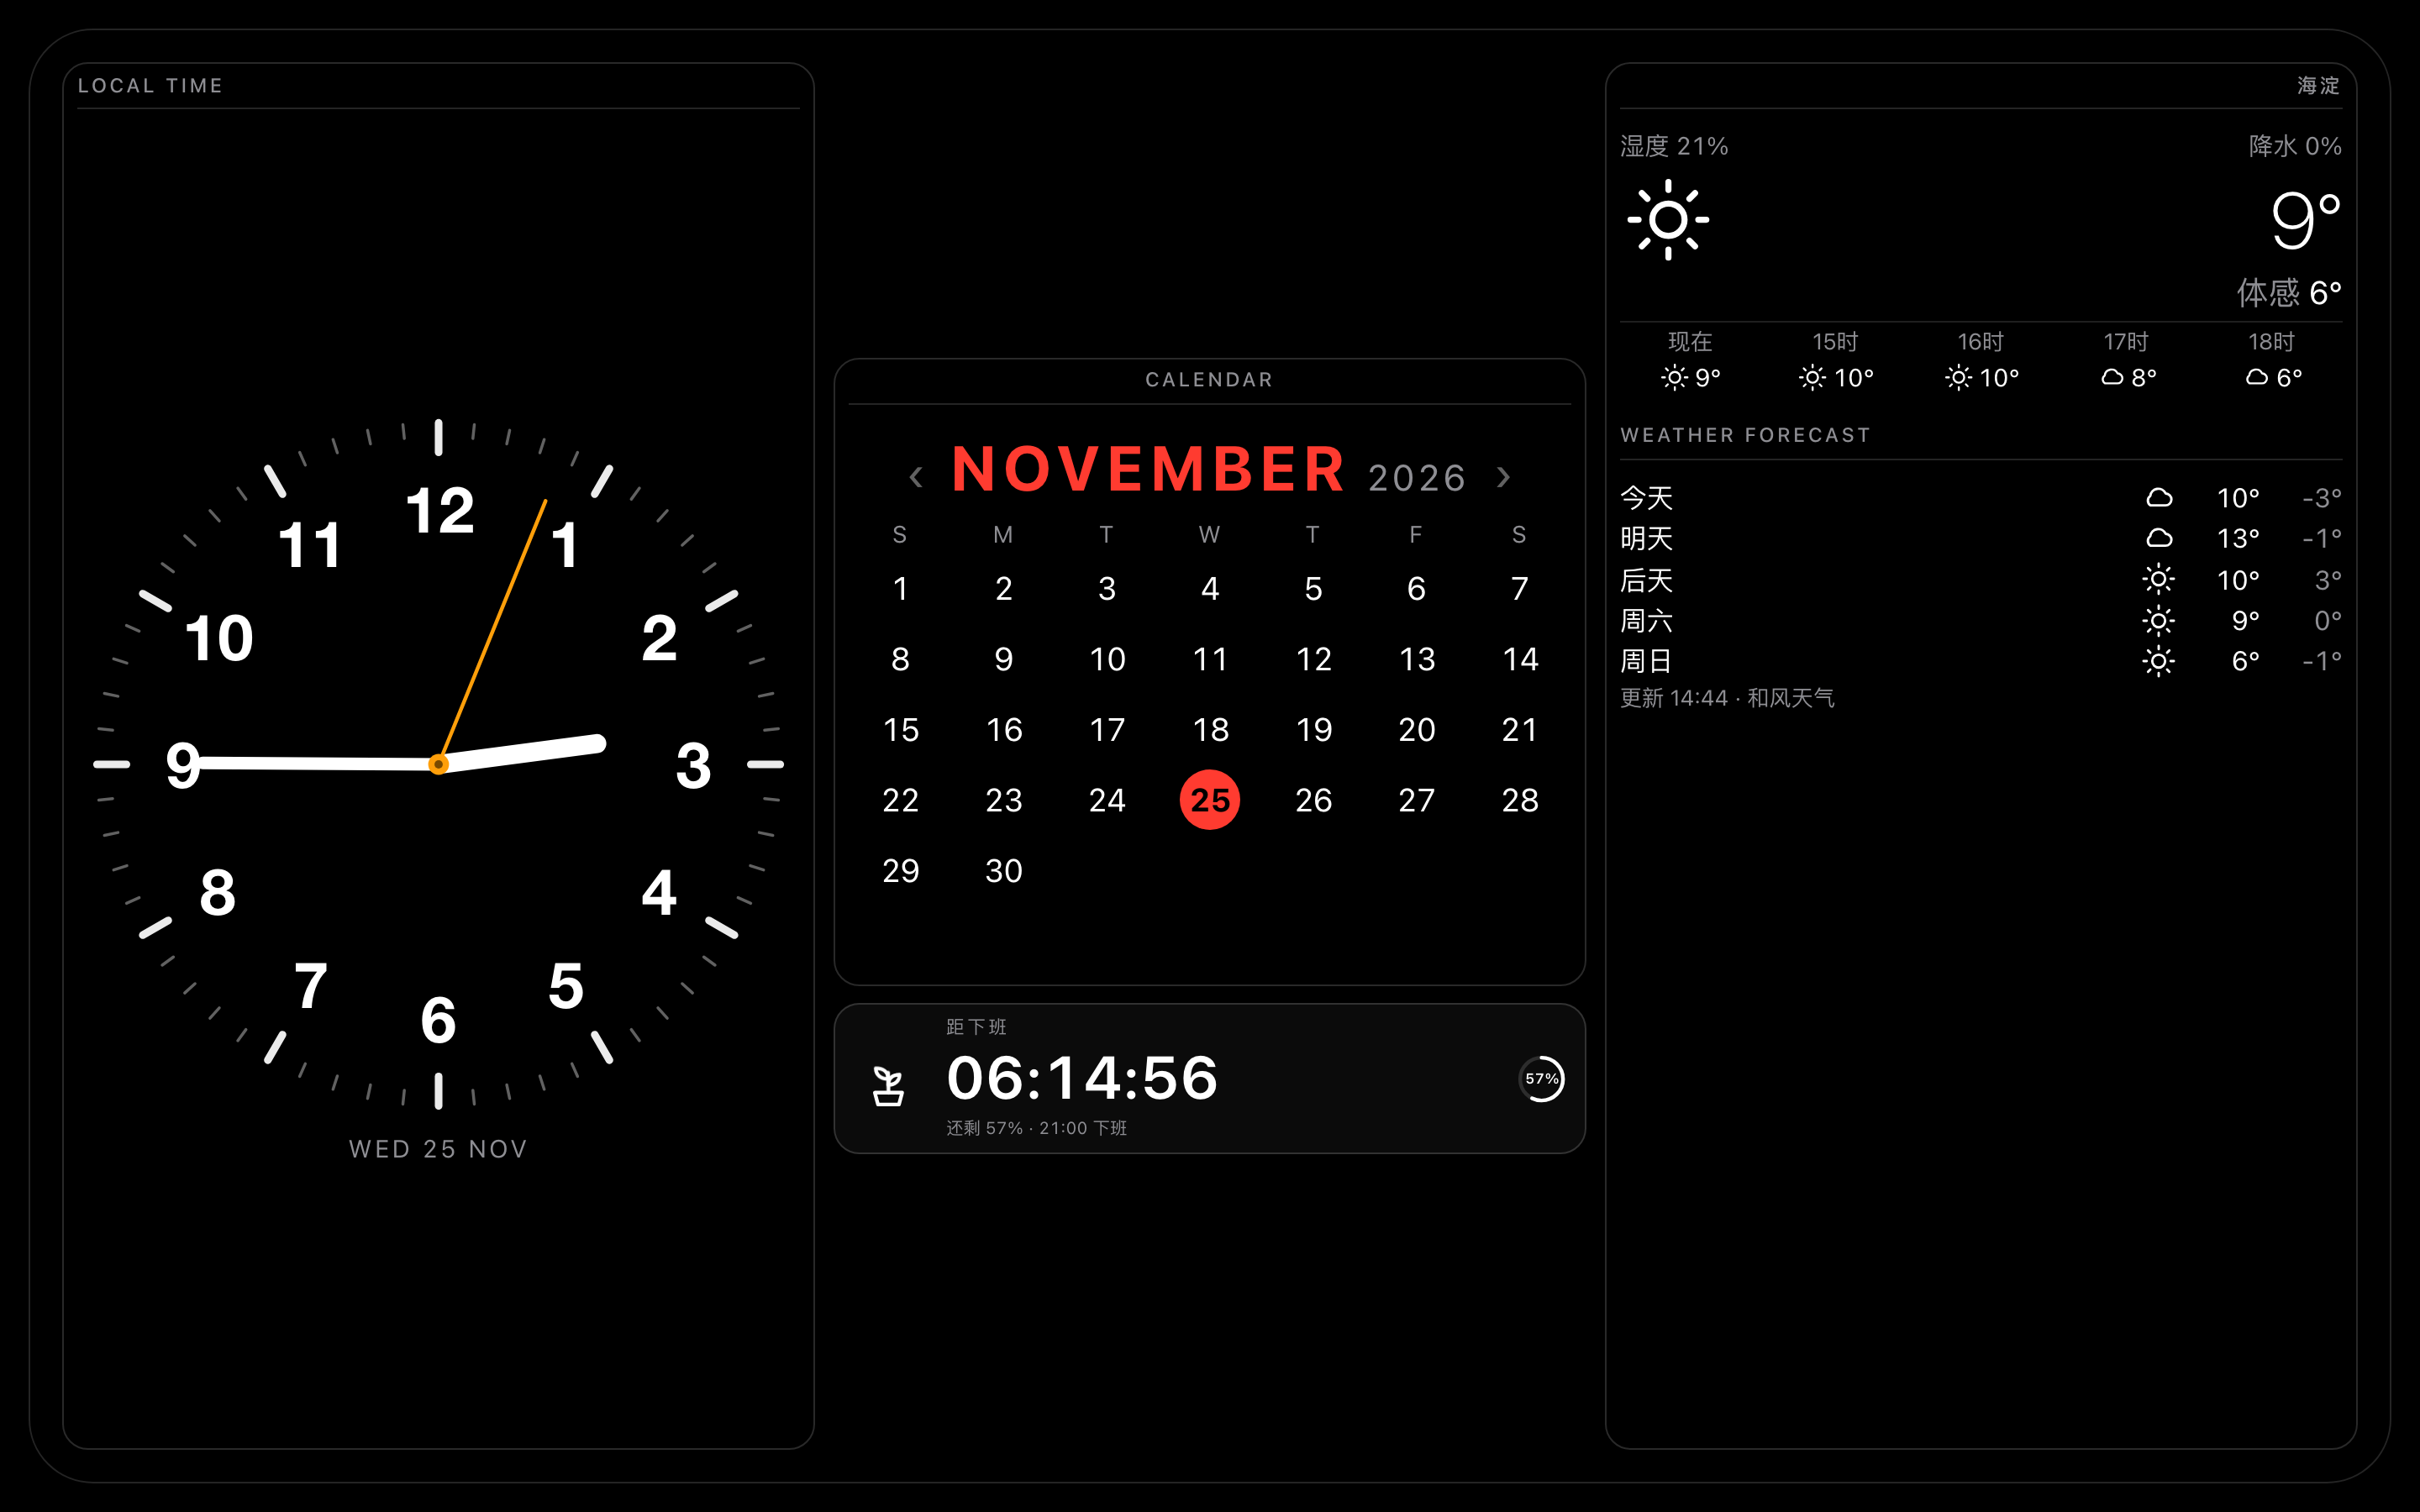 LOCAL TIME
12
1
2
3
4
5
6
7
8
9
10
11
WED 25 NOV
CALENDAR
‹ NOVEMBER 2026 ›
S M T W T F S
1 2 3 4 5 6 7
8 9 10 11 12 13 14
15 16 17 18 19 20 21
22 23 24 25 26 27 28
29 30
距下班
06:14:56
57%
还剩 57% · 21:00 下班
海淀
湿度 21% 降水 0%
9°
体感 6°
现在 15时 16时 17时 18时
9° 10° 10° 8° 6°
WEATHER FORECAST
今天 10° -3°
明天 13° -1°
后天 10° 3°
周六 9° 0°
周日 6° -1°
更新 14:44 · 和风天气